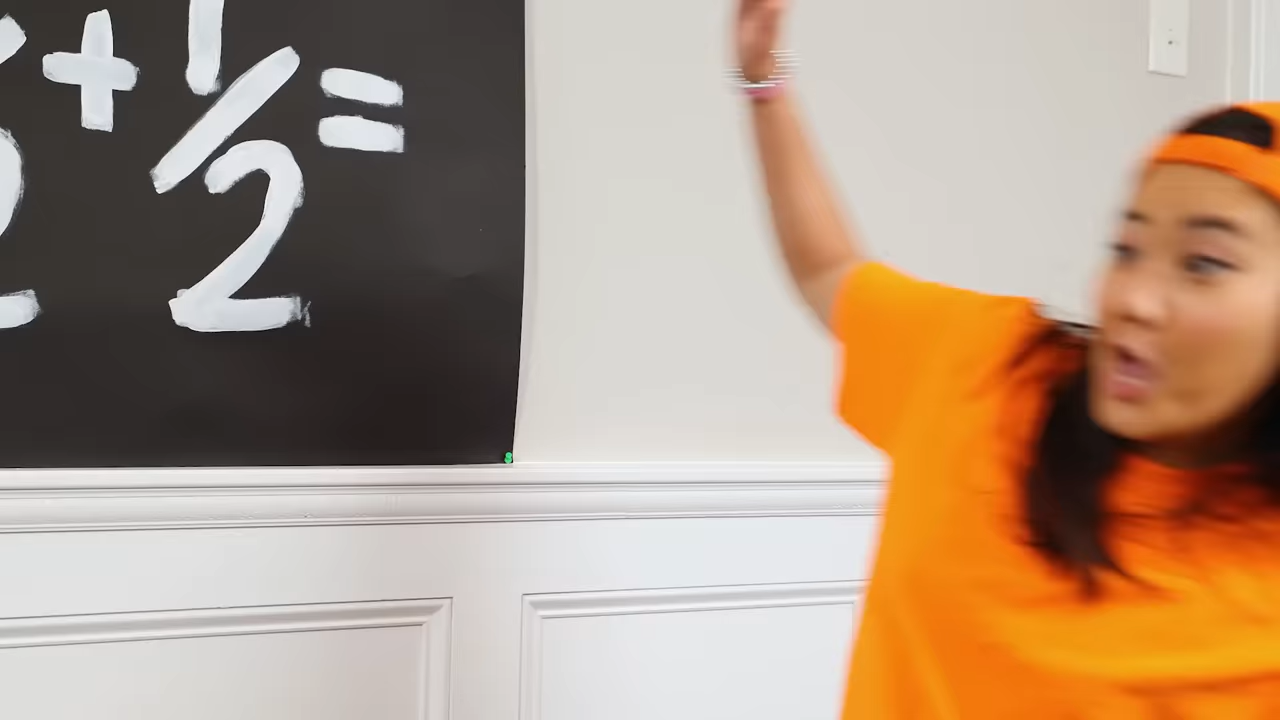 + 1/2 =